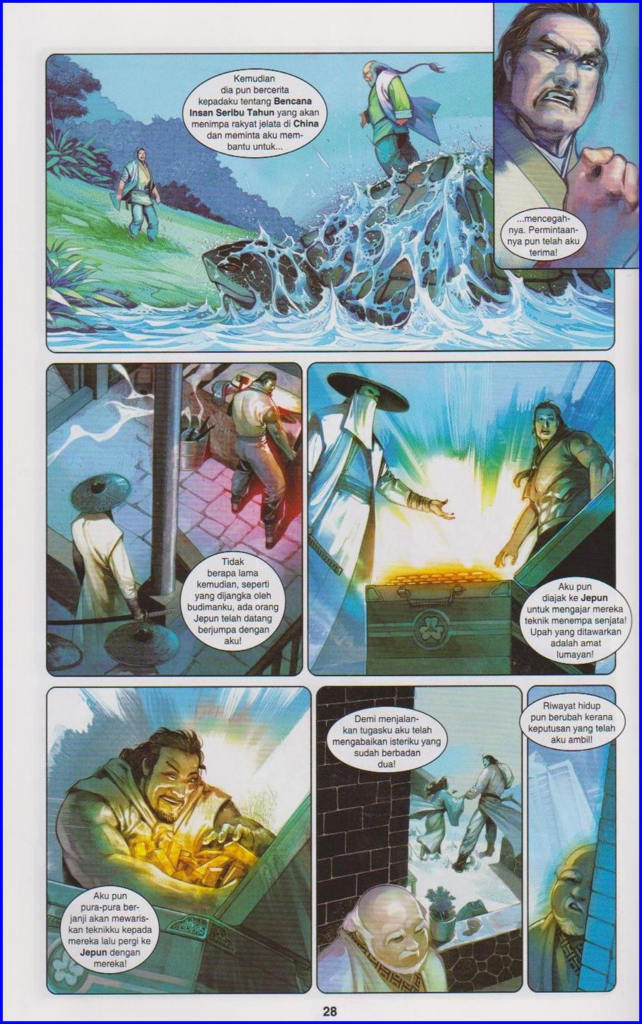 Kemudian
dia pun bercerita
kepadaku tentang Bencana
Insan Seribu Tahun yang akan
menimpa rakyat jelata di China
dan meminta aku mem-
bantu untuk...
...mencegah-
nya. Permintaan-
nya pun telah aku
terima!
Tidak
berapa lama
kemudian, seperti
yang dijangka oleh
budimanku, ada orang
Jepun telah datang
berjumpa dengan
aku!
Aku pun
diajak ke Jepun
untuk mengajar mereka
teknik menempa senjata!
Upah yang ditawarkan
adalah amat
lumayan!
Aku pun
pura-pura ber-
janji akan mewaris-
kan teknikku kepada
mereka lalu pergi ke
Jepun dengan
mereka!
Demi menjalan-
kan tugasku aku telah
mengabaikan isteriku yang
sudah berbadan
dua!
Riwayat hidup
pun berubah kerana
keputusan yang telah
aku ambil!
28